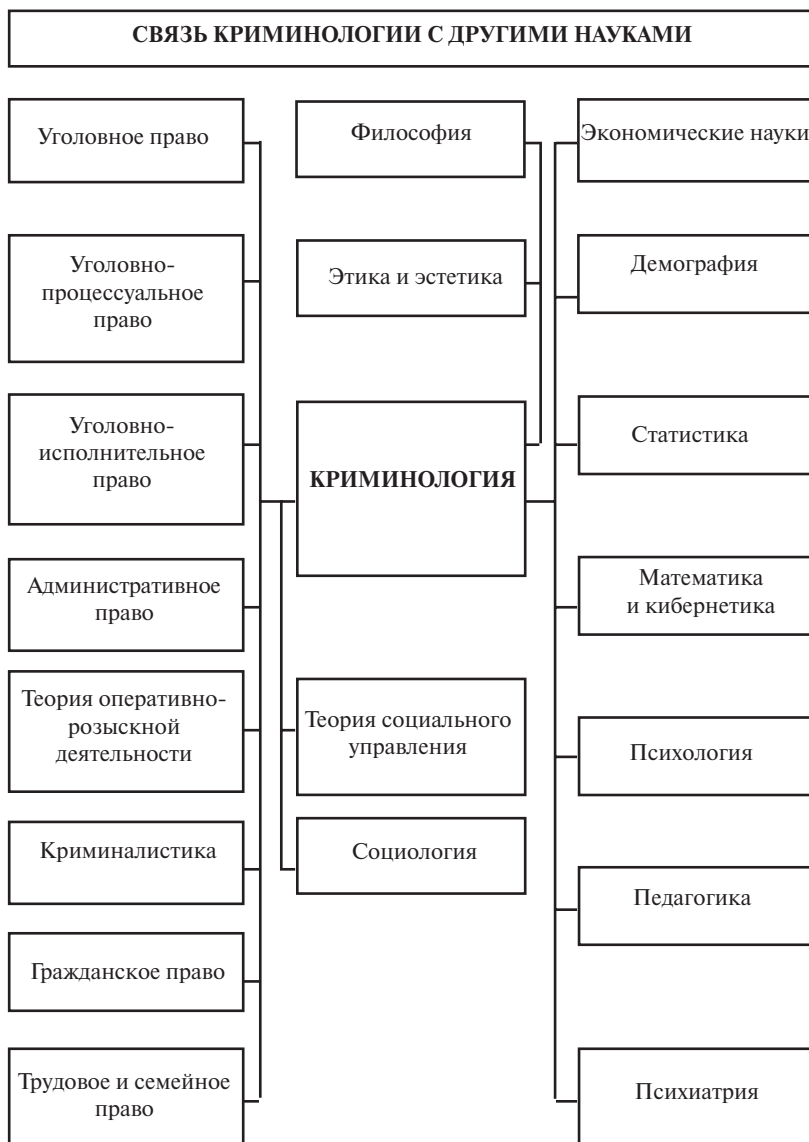 СВЯЗЬ КРИМИНОЛОГИИ С ДРУГИМИ НАУКАМИ
Уголовное право
Уголовно-
процессуальное
право
Уголовно-
исполнительное
право
Административное
право
Теория оперативно-
розыскной
деятельности
Криминалистика
Гражданское право
Трудовое и семейное
право
Философия
Этика и эстетика
КРИМИНОЛОГИЯ
Теория социального
управления
Социология
Экономические науки
Демография
Статистика
Математика
и кибернетика
Психология
Педагогика
Психиатрия